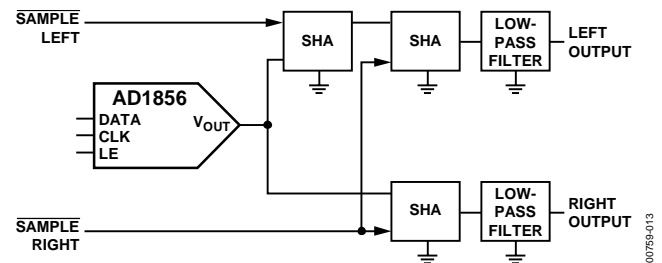 SAMPLE
LEFT
SHA
SHA
LOW-
PASS
FILTER
LEFT
OUTPUT
AD1856
DATA
CLK
LE
VOUT
SAMPLE
RIGHT
SHA
LOW-
PASS
FILTER
RIGHT
OUTPUT
00759-013